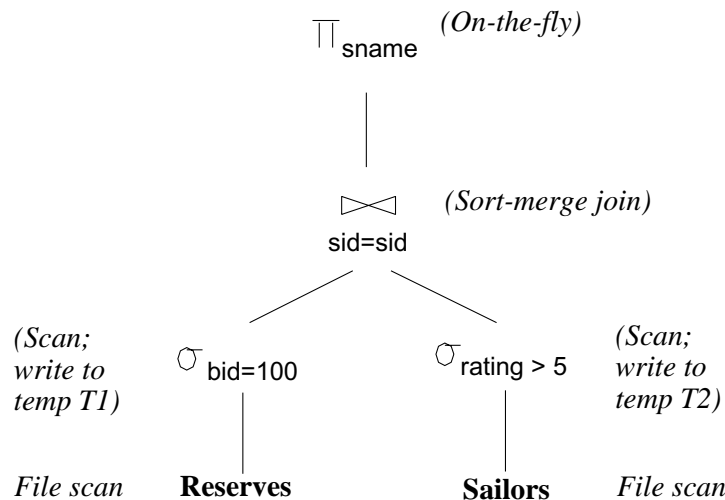 π sname (On-the-fly)
⋈ (Sort-merge join)
sid=sid
(Scan;
write to
temp T1)
σ bid=100
σ rating > 5
(Scan;
write to
temp T2)
File scan Reserves Sailors File scan